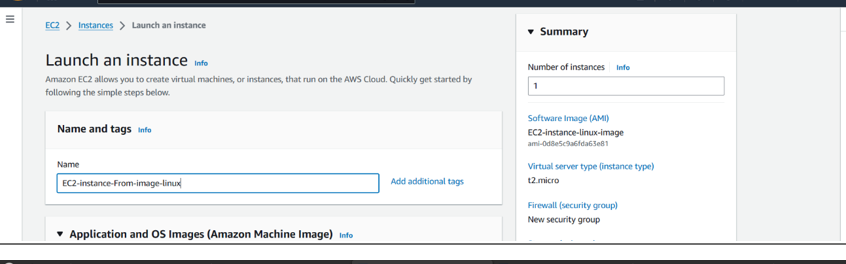 EC2 > Instances > Launch an instance
Launch an instance Info
Amazon EC2 allows you to create virtual machines, or instances, that run on the AWS Cloud. Quickly get started by
following the simple steps below.
Name and tags Info
Name
EC2-instance-From-image-linux
Add additional tags
Application and OS Images (Amazon Machine Image) Info
Summary
Number of instances Info
1
Software Image (AMI)
EC2-instance-linux-image
ami-0d8e5c9a6fda63e81
Virtual server type (instance type)
t2.micro
Firewall (security group)
New security group